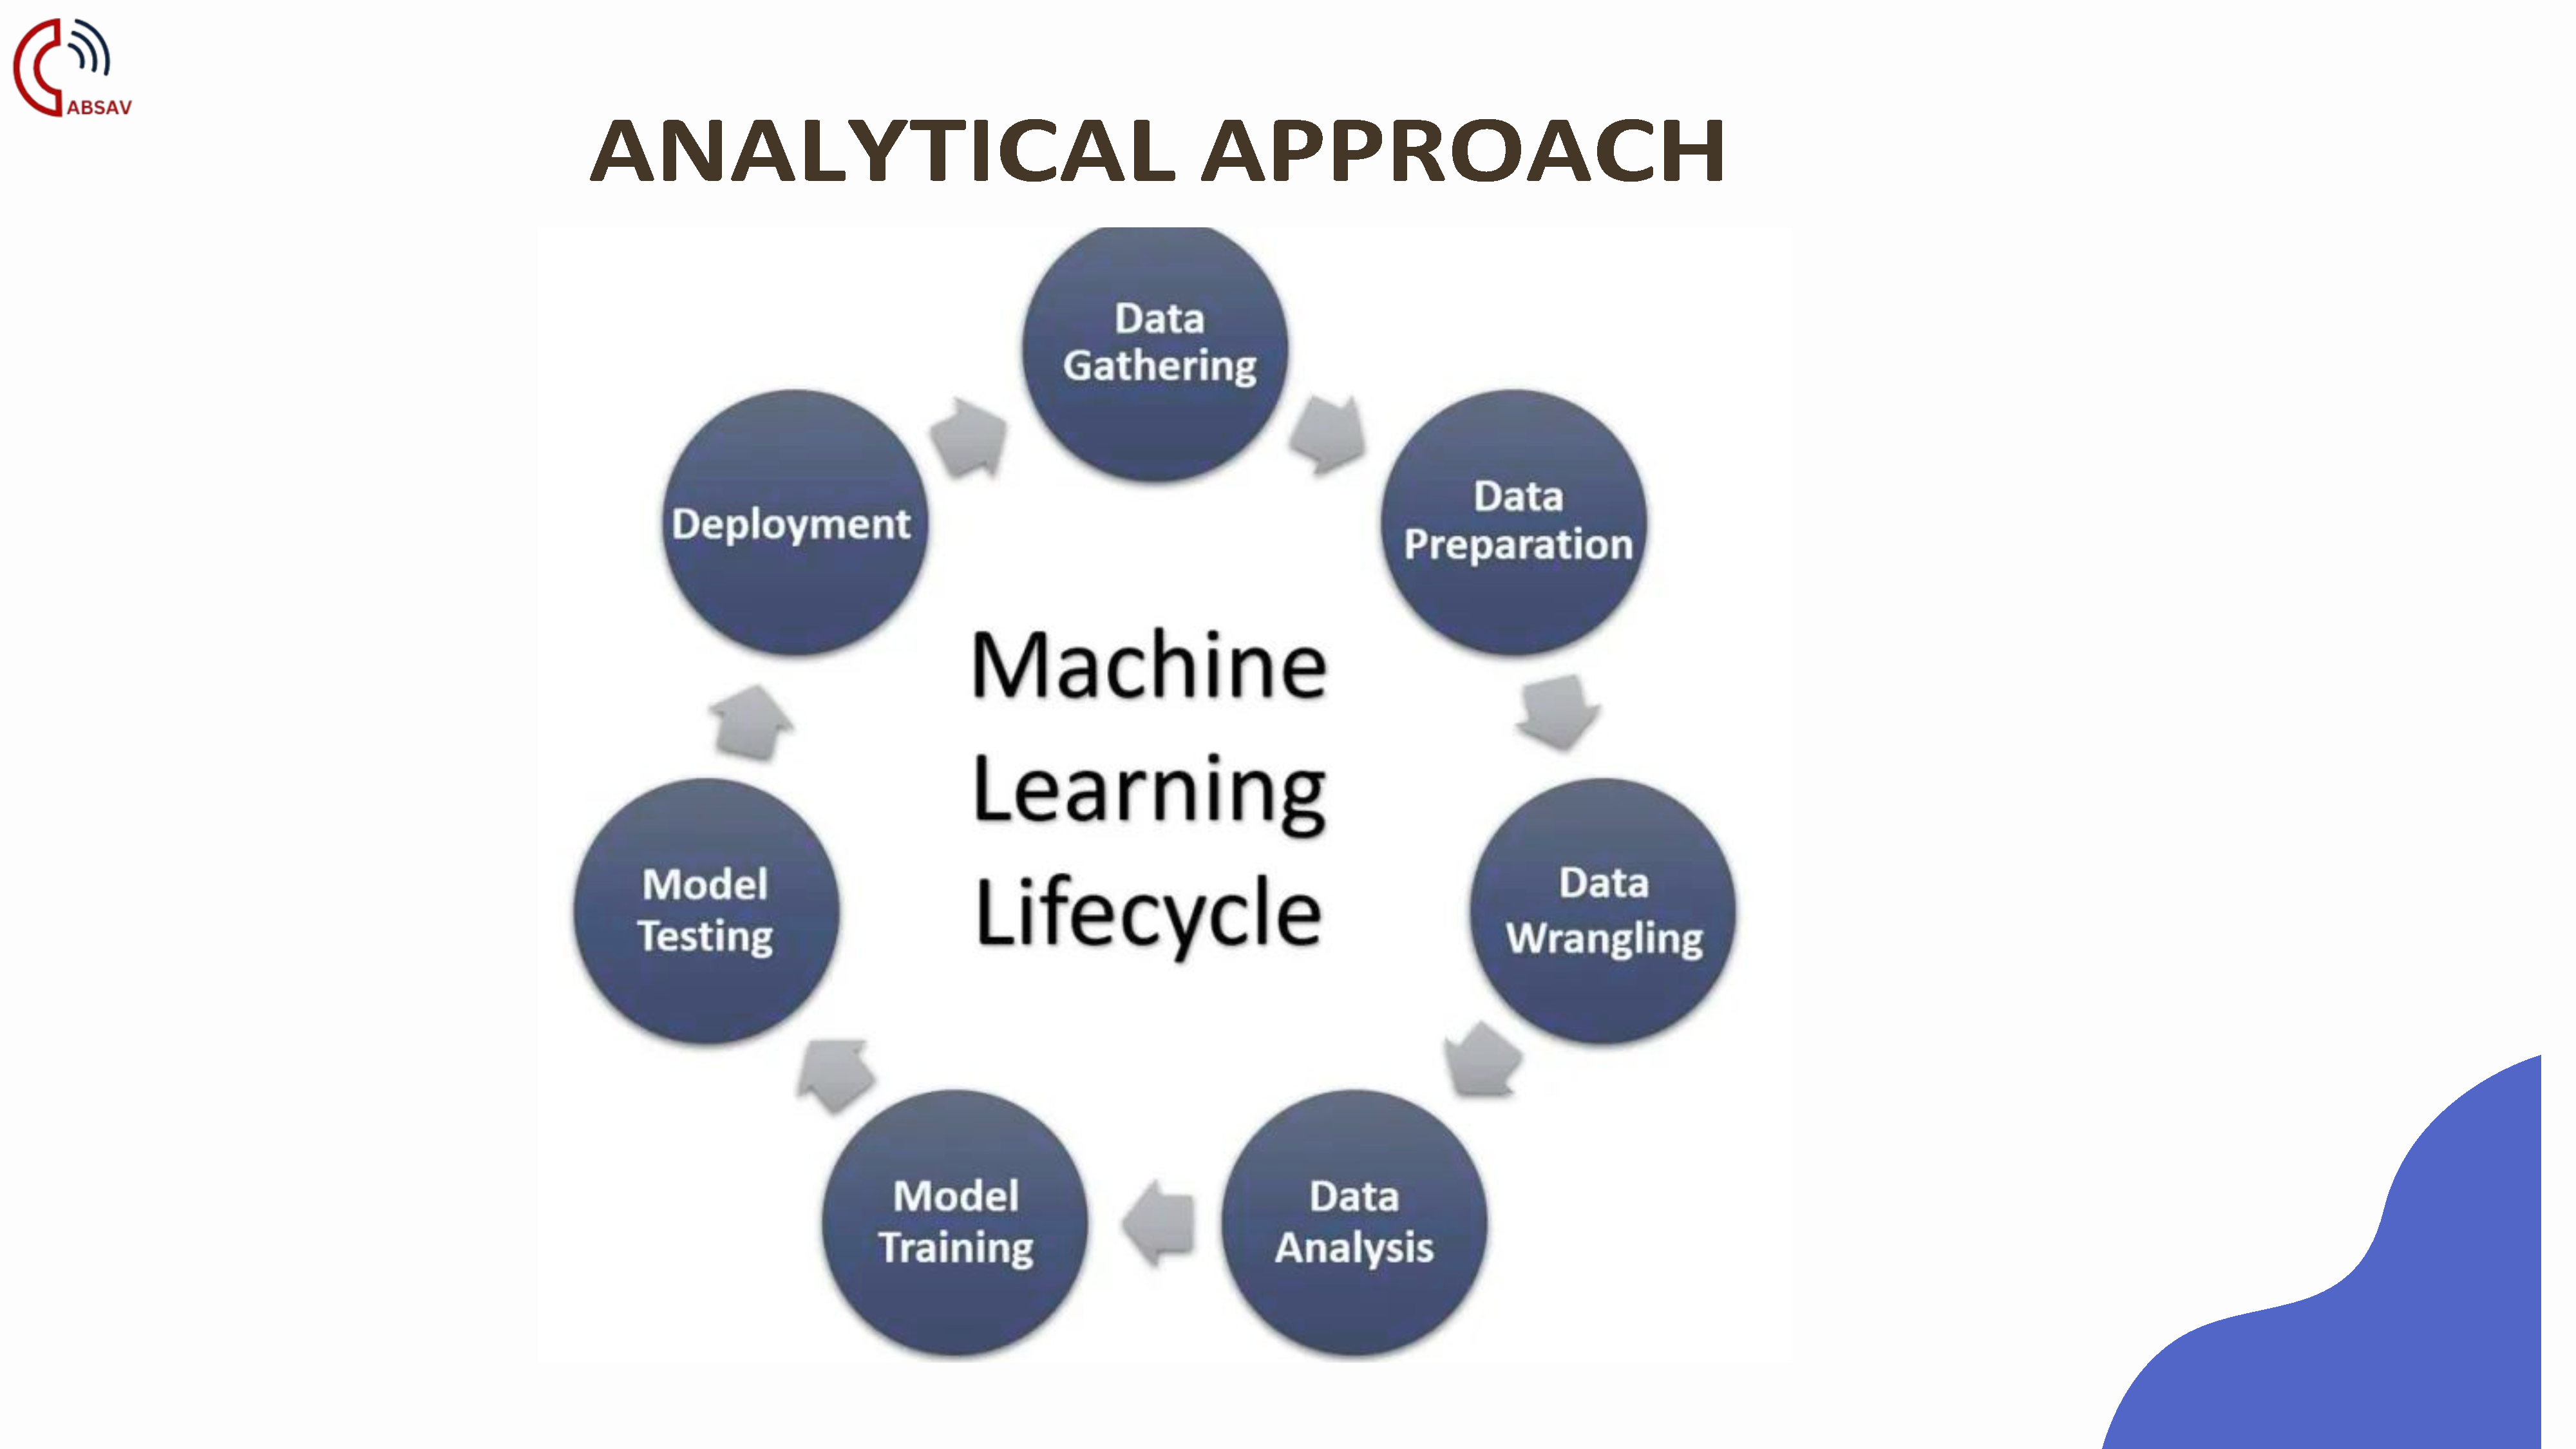 ABSAV
ANALYTICAL APPROACH
Data
Gathering
Data
Preparation
Data
Wrangling
Data
Analysis
Model
Training
Model
Testing
Deployment
Machine
Learning
Lifecycle